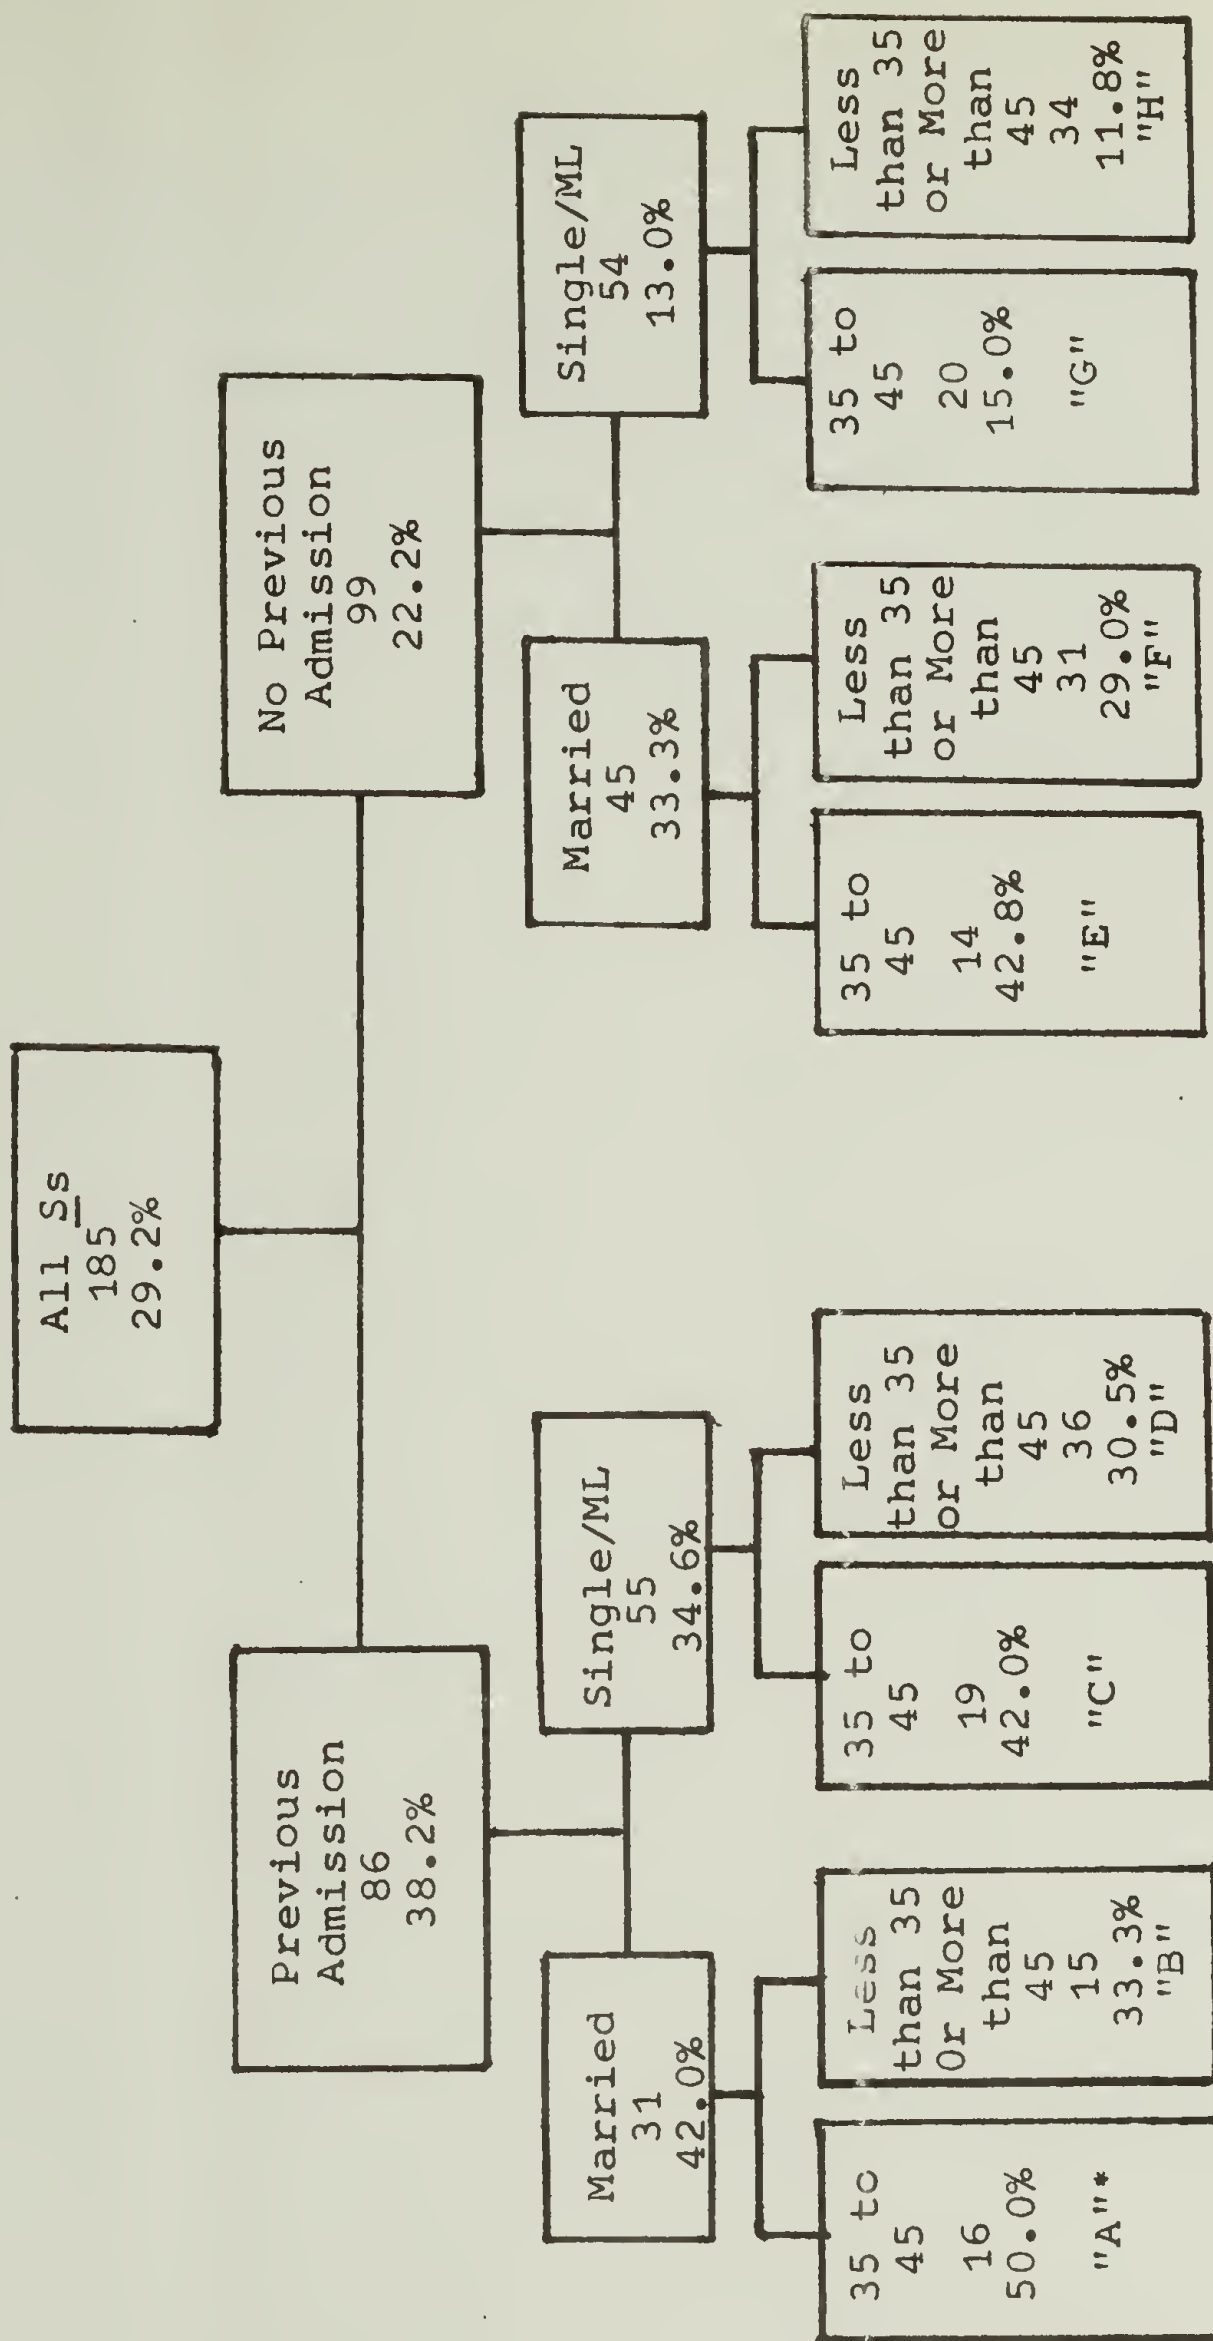 All Ss
185
29.2%
Previous
Admission
86
38.2%
No Previous
Admission
99
22.2%
Married
31
42.0%
Single/ML
55
34.6%
Married
45
33.3%
Single/ML
54
13.0%
35 to
45
16
50.0%
"A"*
Less
than 35
Or More
than
45
15
33.3%
"B"
35 to
45
19
42.0%
"C"
Less
than 35
or More
than
45
36
30.5%
"D"
35 to
45
14
42.8%
"E"
Less
than 35
or More
than
45
31
29.0%
"F"
35 to
45
20
15.0%
"G"
Less
than 35
or More
than
45
34
11.8%
"H"